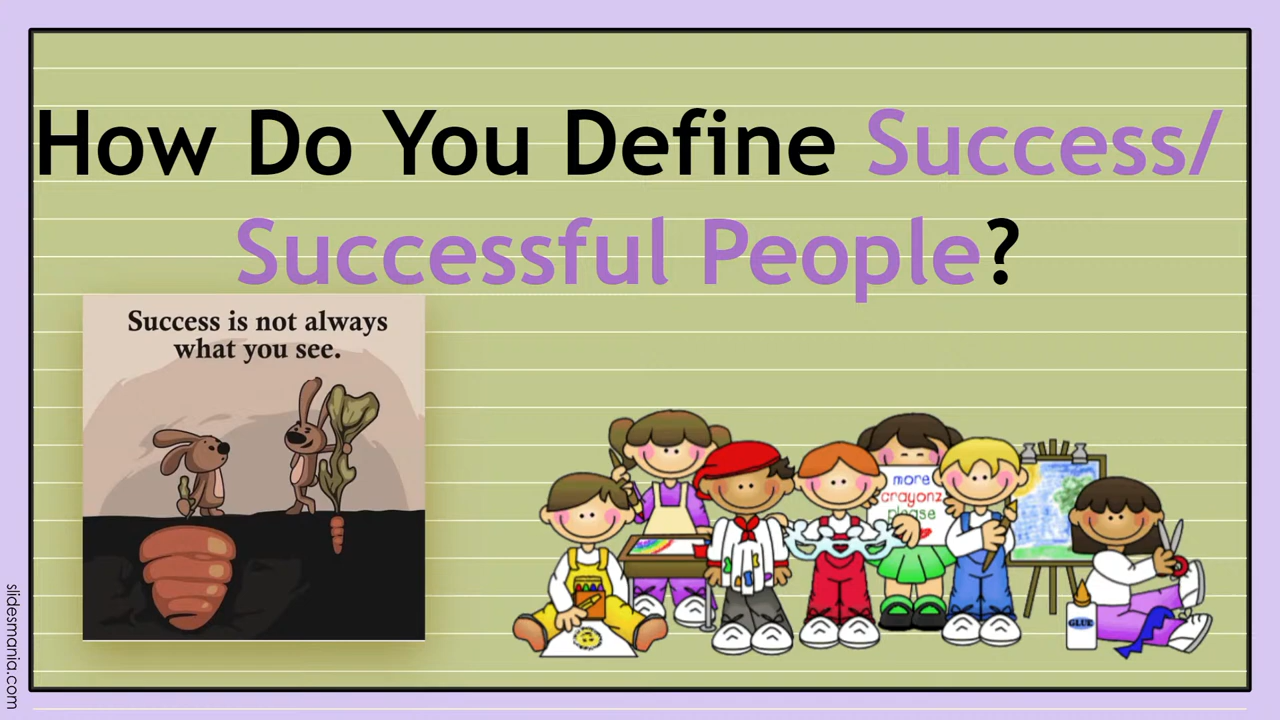 How Do You Define Success/
Successful People?
Success is not always
what you see.
more
crayonz
please
GLUE
slidesmania.com